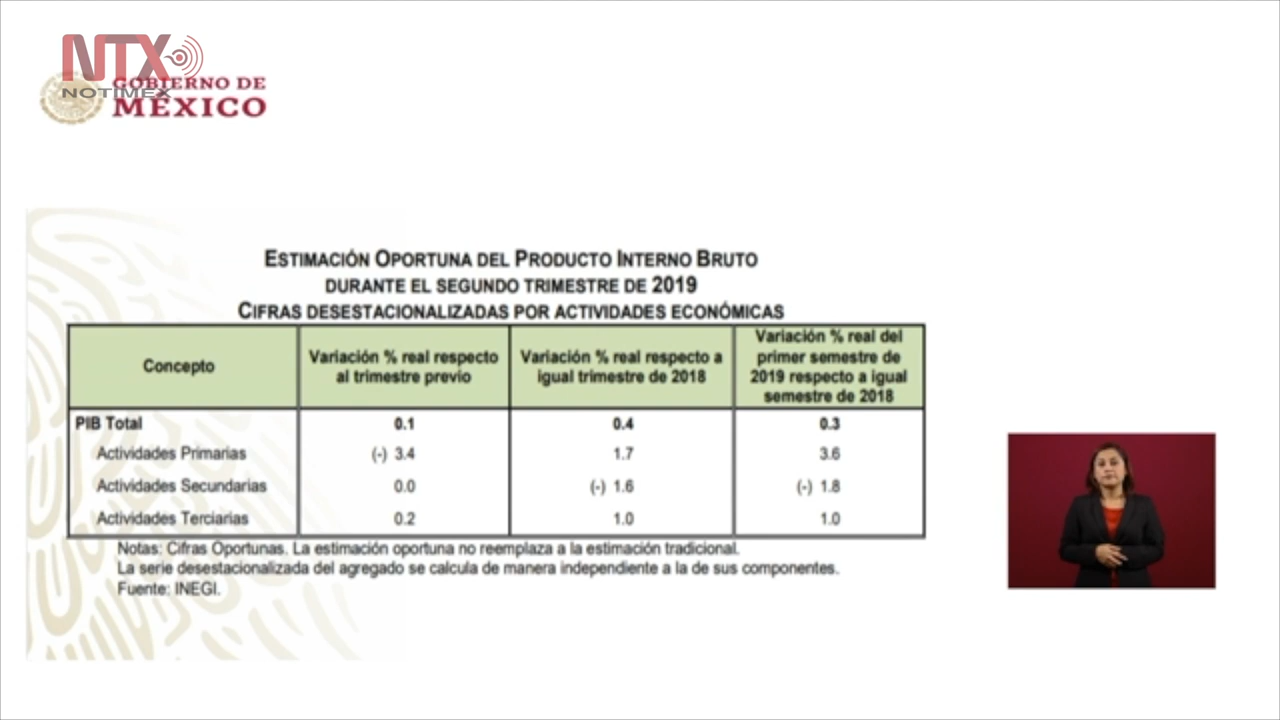 NTX
NOTIMEX
GOBIERNO DE
MÉXICO
ESTIMACIÓN OPORTUNA DEL PRODUCTO INTERNO BRUTO
DURANTE EL SEGUNDO TRIMESTRE DE 2019
CIFRAS DESESTACIONALIZADAS POR ACTIVIDADES ECONÓMICAS
Concepto
Variación % real respecto
al trimestre previo
Variación % real respecto a
igual trimestre de 2018
Variación % real del
primer semestre de
2019 respecto a igual
semestre de 2018
PIB Total 0.1 0.4 0.3
Actividades Primarias (-) 3.4 1.7 3.6
Actividades Secundarias 0.0 (-) 1.6 (-) 1.8
Actividades Terciarias 0.2 1.0 1.0
Notas: Cifras Oportunas. La estimación oportuna no reemplaza a la estimación tradicional.
La serie desestacionalizada del agregado se calcula de manera independiente a la de sus componentes.
Fuente: INEGI.